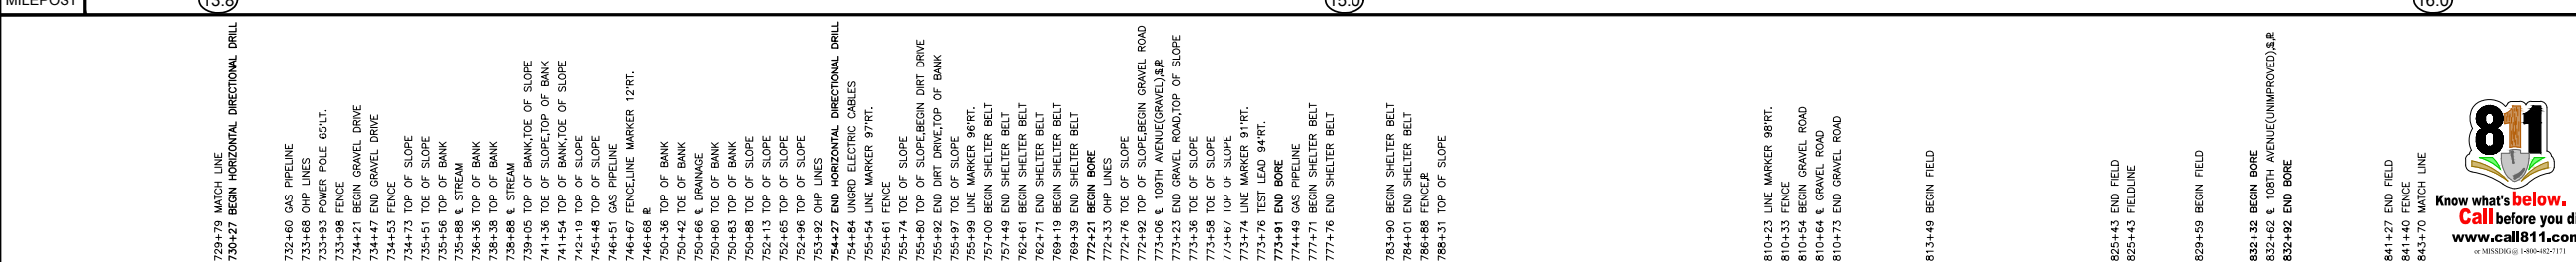 MILEPOST
13.8
15.0
16.0
7229+79 MATCH LINE
730+27 BEGIN HORIZONTAL DIRECTIONAL DRILL
732+60 GAS PIPELINE
733+68 OHP LINES
733+93 POWER POLE 65'LT.
733+98 FENCE
734+21 BEGIN GRAVEL DRIVE
734+47 END GRAVEL DRIVE
734+53 FENCE
734+73 TOP OF SLOPE
735+51 TOE OF SLOPE
735+56 TOP OF BANK
735+88 ℄ STREAM
736+36 TOP OF BANK
738+38 TOP OF BANK
738+88 ℄ STREAM
739+05 TOP OF BANK,TOE OF SLOPE
741+36 TOE OF SLOPE,TOP OF BANK
741+54 TOP OF BANK,TOE OF SLOPE
742+19 TOP OF SLOPE
745+48 TOP OF SLOPE
746+51 GAS PIPELINE
746+67 FENCE,LINE MARKER 12'RT.
746+68 ⅊
750+36 TOP OF BANK
750+42 TOE OF BANK
750+66 ℄ DRAINAGE
750+80 TOE OF BANK
750+83 TOP OF BANK
750+88 TOE OF SLOPE
752+13 TOP OF SLOPE
752+65 TOP OF SLOPE
752+96 TOP OF SLOPE
753+92 OHP LINES
754+27 END HORIZONTAL DIRECTIONAL DRILL
754+84 UNGRD ELECTRIC CABLES
755+54 LINE MARKER 97'RT.
755+61 FENCE
755+74 TOE OF SLOPE
755+80 TOP OF SLOPE,BEGIN DIRT DRIVE
755+92 END DIRT DRIVE,TOP OF BANK
755+97 TOE OF SLOPE
755+99 LINE MARKER 96'RT.
757+00 BEGIN SHELTER BELT
757+49 END SHELTER BELT
762+61 BEGIN SHELTER BELT
762+71 END SHELTER BELT
769+19 BEGIN SHELTER BELT
769+39 END SHELTER BELT
772+21 BEGIN BORE
772+33 OHP LINES
772+76 TOE OF SLOPE
772+92 TOP OF SLOPE,BEGIN GRAVEL ROAD
773+06 ℄ 109TH AVENUE(GRAVEL),
773+23 END GRAVEL ROAD,TOP OF SLOPE
773+36 TOE OF SLOPE
773+58 TOE OF SLOPE
773+67 TOP OF SLOPE
773+74 LINE MARKER 91'RT.
773+76 TEST LEAD 94'RT.
773+91 END BORE
774+49 GAS PIPELINE
777+71 BEGIN SHELTER BELT
777+76 END SHELTER BELT
783+90 BEGIN SHELTER BELT
784+01 END SHELTER BELT
786+88 FENCE,⅊
788+31 TOP OF SLOPE
810+23 LINE MARKER 98'RT.
810+33 FENCE
810+54 BEGIN GRAVEL ROAD
810+64 ℄ GRAVEL ROAD
810+73 END GRAVEL ROAD
813+49 BEGIN FIELD
825+43 END FIELD
825+43 FIELDLINE
829+59 BEGIN FIELD
832+32 BEGIN BORE
832+62 ℄ 108TH AVENUE(UNIMPROVED),
832+92 END BORE
841+27 END FIELD
841+40 FENCE
843+70 MATCH LINE
811
Know what's below.
Call before you di
www.call811.com
or MISSDIG @ 1-800-482-7171